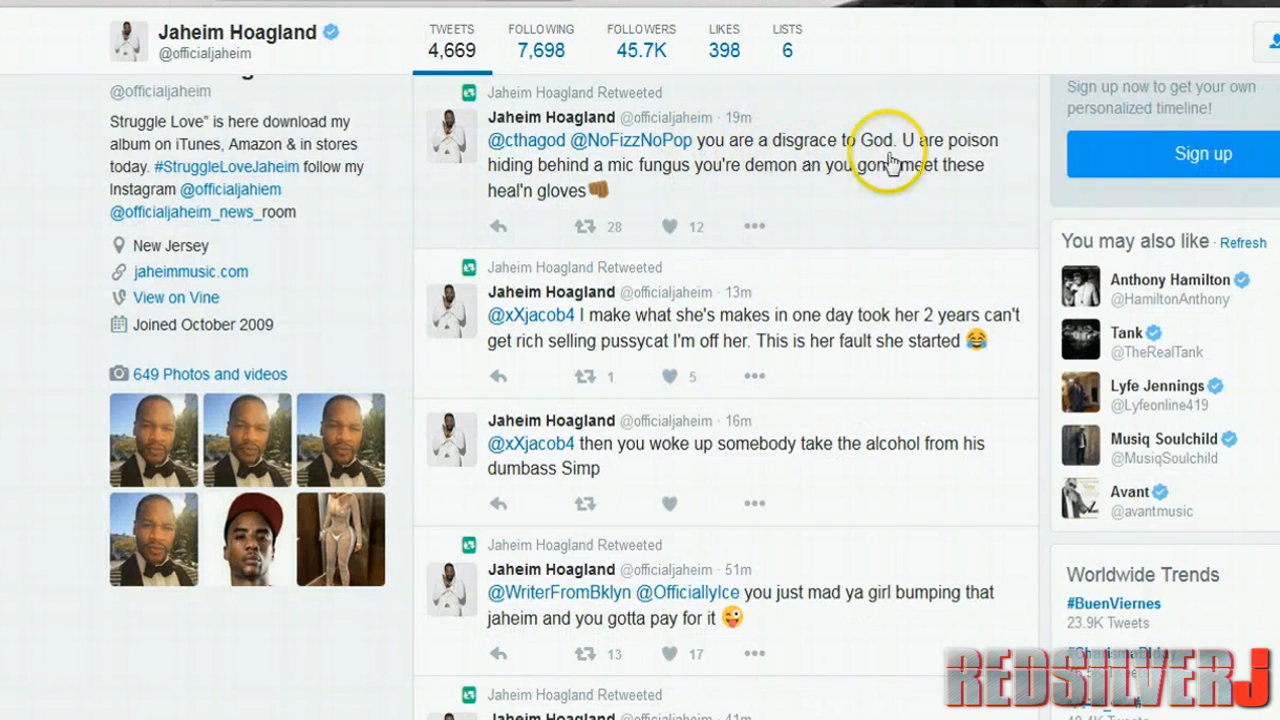 Jaheim Hoagland
@officialjaheim
TWEETS
4,669
FOLLOWING
7,698
FOLLOWERS
45.7K
LIKES
398
LISTS
6
@officialjaheim
Struggle Love" is here download my
album on iTunes, Amazon & in stores
today. #StruggleLoveJaheim follow my
Instagram @officialjahiem
@officialjaheim_news_room
New Jersey
jaheimmusic.com
View on Vine
Joined October 2009
649 Photos and videos
Jaheim Hoagland Retweeted
Jaheim Hoagland @officialjaheim · 19m
@cthagod @NoFizzNoPop you are a disgrace to God. U are poison
hiding behind a mic fungus you're demon an you gone meet these
heal'n gloves👊🏾
28
12
Jaheim Hoagland Retweeted
Jaheim Hoagland @officialjaheim · 13m
@xXjacob4 I make what she's makes in one day took her 2 years can't
get rich selling pussycat I'm off her. This is her fault she started 😂
1
5
Jaheim Hoagland @officialjaheim · 16m
@xXjacob4 then you woke up somebody take the alcohol from his
dumbass Simp
Jaheim Hoagland Retweeted
Jaheim Hoagland @officialjaheim · 51m
@WriterFromBklyn @OfficiallyIce you just mad ya girl bumping that
jaheim and you gotta pay for it 😜
13
17
Jaheim Hoagland Retweeted
Jaheim Hoagland @officialjaheim · 41m
Sign up now to get your own
personalized timeline!
Sign up
You may also like · Refresh
Anthony Hamilton
@HamiltonAnthony
Tank
@TheRealTank
Lyfe Jennings
@Lyfeonline419
Musiq Soulchild
@MusiqSoulchild
Avant
@avantmusic
Worldwide Trends
#BuenViernes
23.9K Tweets
REDSILVERJ